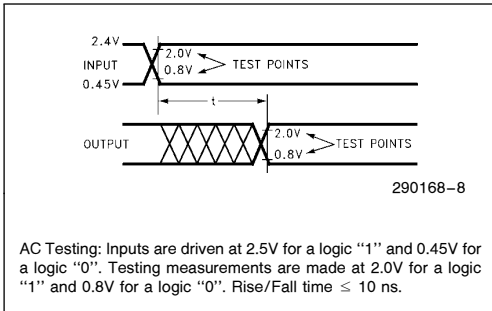 2.4V
2.0V
INPUT
TEST POINTS
0.8V
0.45V
t
2.0V
OUTPUT
TEST POINTS
0.8V
290168–8
AC Testing: Inputs are driven at 2.5V for a logic “1” and 0.45V for
a logic “0”. Testing measurements are made at 2.0V for a logic
“1” and 0.8V for a logic “0”. Rise/Fall time ≤ 10 ns.